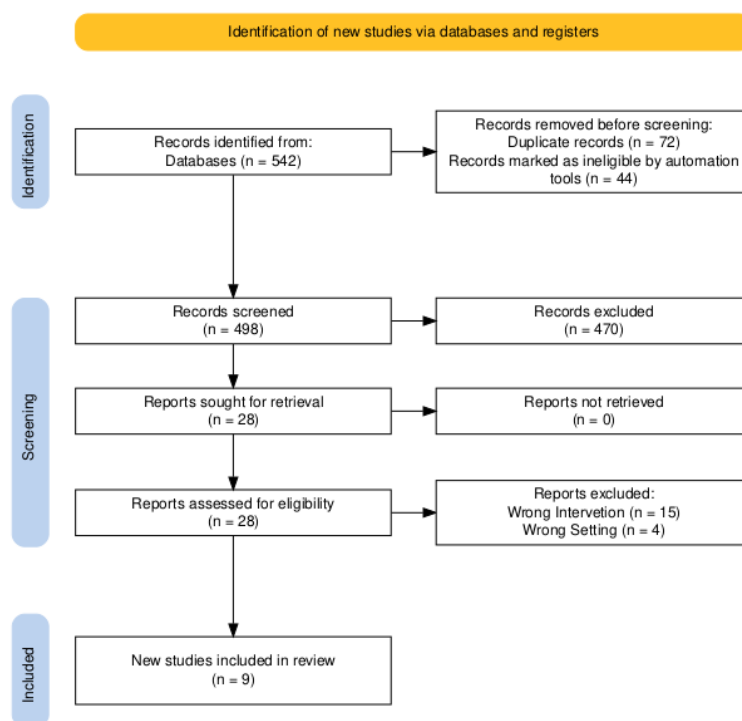 Identification of new studies via databases and registers
Identification
Records identified from:
Databases (n = 542)
Records removed before screening:
Duplicate records (n = 72)
Records marked as ineligible by automation
tools (n = 44)
Screening
Records screened
(n = 498)
Records excluded
(n = 470)
Reports sought for retrieval
(n = 28)
Reports not retrieved
(n = 0)
Reports assessed for eligibility
(n = 28)
Reports excluded:
Wrong Intervetion (n = 15)
Wrong Setting (n = 4)
Included
New studies included in review
(n = 9)